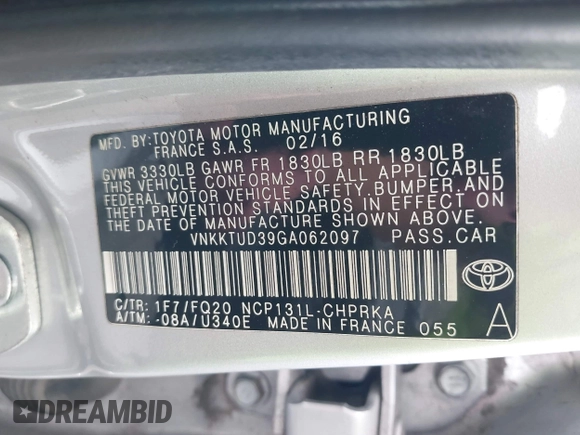 MFD. BY:TOYOTA MOTOR MANUFACTURING
FRANCE S.A.S. 02/16
GVWR 3330LB GAWR FR 1830LB RR 1830LB
THIS VEHICLE CONFORMS TO ALL APPLICABLE
FEDERAL MOTOR VEHICLE SAFETY, BUMPER, AND
THEFT PREVENTION STANDARDS IN EFFECT ON
THE DATE OF MANUFACTURE SHOWN ABOVE.
VNKKTUD39GA062097 PASS.CAR
C/TR: 1F7/FQ20 NCP131L-CHPRKA
A/TM: -08A/U340E MADE IN FRANCE 055
A
DREAMBID